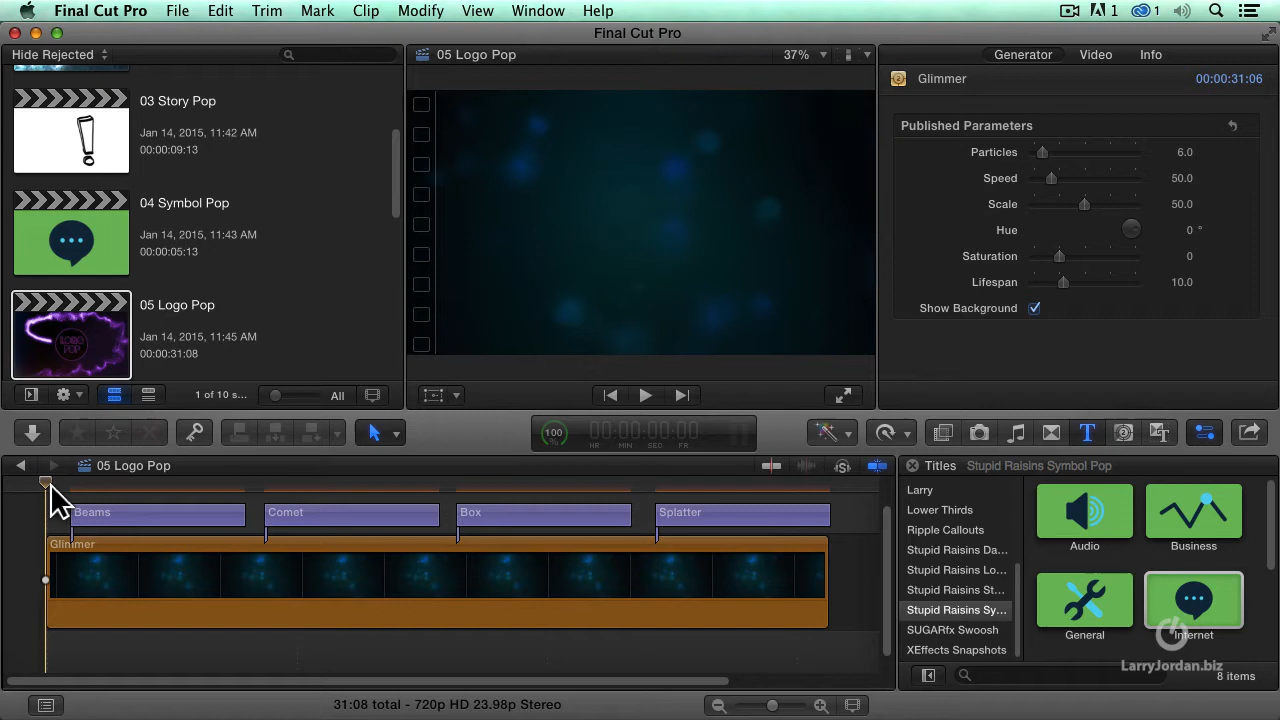 Final Cut Pro File Edit Trim Mark Clip Modify View Window Help 1 1
Final Cut Pro
Hide Rejected
05 Logo Pop 37%
Generator Video Info
Glimmer 00:00:31:06
03 Story Pop
Jan 14, 2015, 11:42 AM
00:00:09:13
04 Symbol Pop
Jan 14, 2015, 11:43 AM
00:00:05:13
LOGO
POP
05 Logo Pop
Jan 14, 2015, 11:45 AM
00:00:31:08
Published Parameters
Particles 6.0
Speed 50.0
Scale 50.0
Hue 0 °
Saturation 0
Lifespan 10.0
Show Background
1 of 10 s... All
100
%
00:00:00:00
HR MIN SEC FR
05 Logo Pop
Beams Comet Box Splatter
Glimmer
Titles Stupid Raisins Symbol Pop
Larry
Lower Thirds
Ripple Callouts
Stupid Raisins Da...
Stupid Raisins Lo...
Stupid Raisins St...
Stupid Raisins Sy...
SUGARfx Swoosh
XEffects Snapshots
Audio Business
General Internet
LarryJordan.biz
8 items
31:08 total - 720p HD 23.98p Stereo